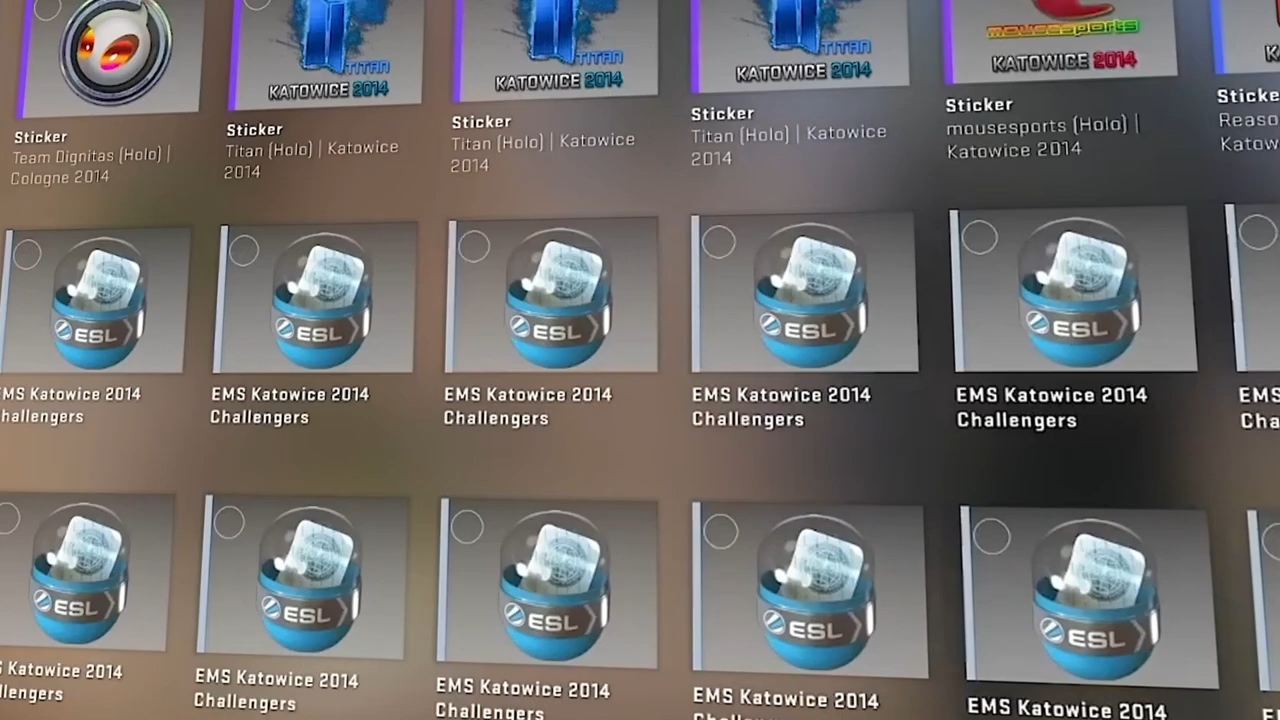 TITAN
KATOWICE 2014
TITAN
KATOWICE 2014
TITAN
KATOWICE 2014
mousesports
KATOWICE 2014
Sticker
Team Dignitas (Holo) |
Cologne 2014
Sticker
Titan (Holo) | Katowice
2014
Sticker
Titan (Holo) | Katowice
2014
Sticker
Titan (Holo) | Katowice
2014
Sticker
mousesports (Holo) |
Katowice 2014
ESL
ESL
ESL
ESL
ESL
Katowice 2014
EMS Katowice 2014
Challengers
EMS Katowice 2014
Challengers
EMS Katowice 2014
Challengers
EMS Katowice 2014
Challengers
EMS
ESL
ESL
ESL
ESL
ESL
Katowice 2014
EMS Katowice 2014
Challengers
EMS Katowice 2014
Challengers
EMS Katowice 2014
EMS Katowice 2014